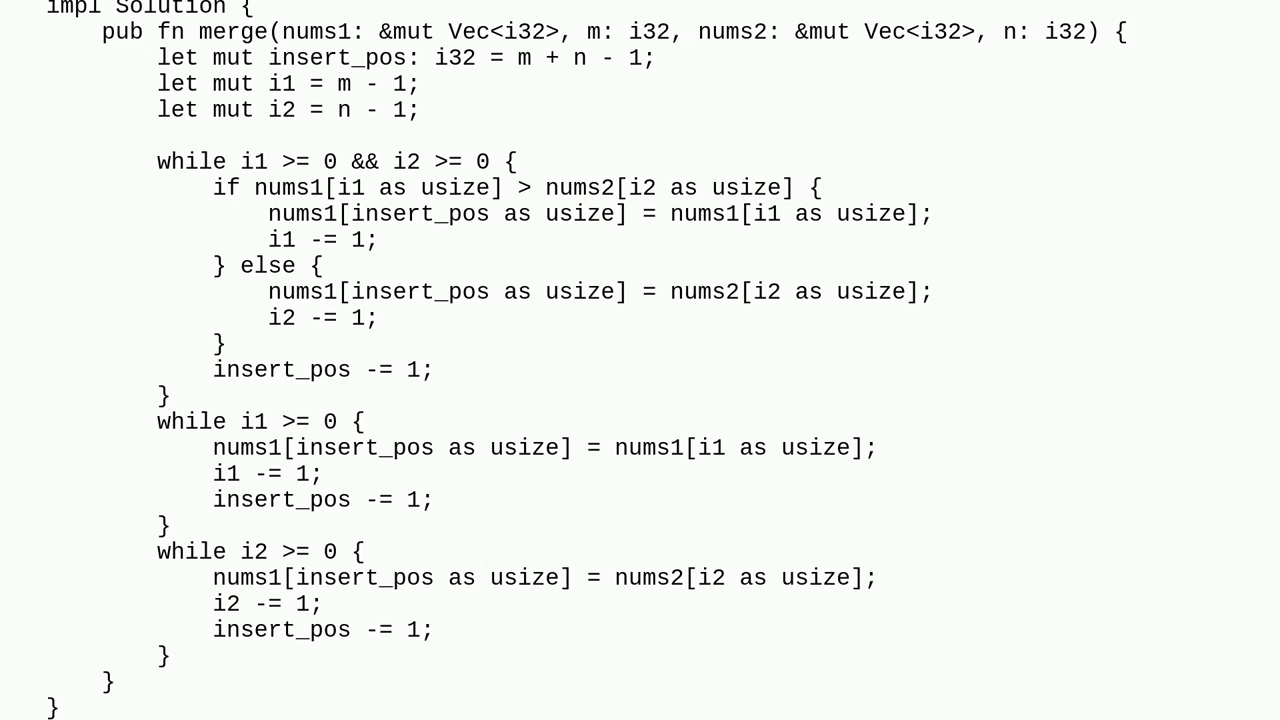 impl Solution {
    pub fn merge(nums1: &mut Vec<i32>, m: i32, nums2: &mut Vec<i32>, n: i32) {
        let mut insert_pos: i32 = m + n - 1;
        let mut i1 = m - 1;
        let mut i2 = n - 1;

        while i1 >= 0 && i2 >= 0 {
            if nums1[i1 as usize] > nums2[i2 as usize] {
                nums1[insert_pos as usize] = nums1[i1 as usize];
                i1 -= 1;
            } else {
                nums1[insert_pos as usize] = nums2[i2 as usize];
                i2 -= 1;
            }
            insert_pos -= 1;
        }
        while i1 >= 0 {
            nums1[insert_pos as usize] = nums1[i1 as usize];
            i1 -= 1;
            insert_pos -= 1;
        }
        while i2 >= 0 {
            nums1[insert_pos as usize] = nums2[i2 as usize];
            i2 -= 1;
            insert_pos -= 1;
        }
    }
}